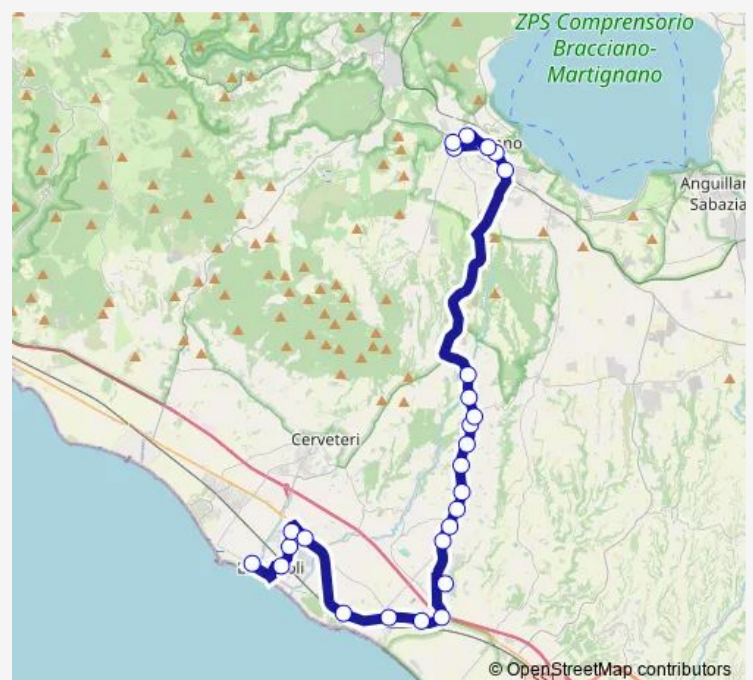 ZPS Comprensorio
Bracciano-
Martignano
Anguillar
Sabazia
Cerveteri
© OpenStreetMap contributors